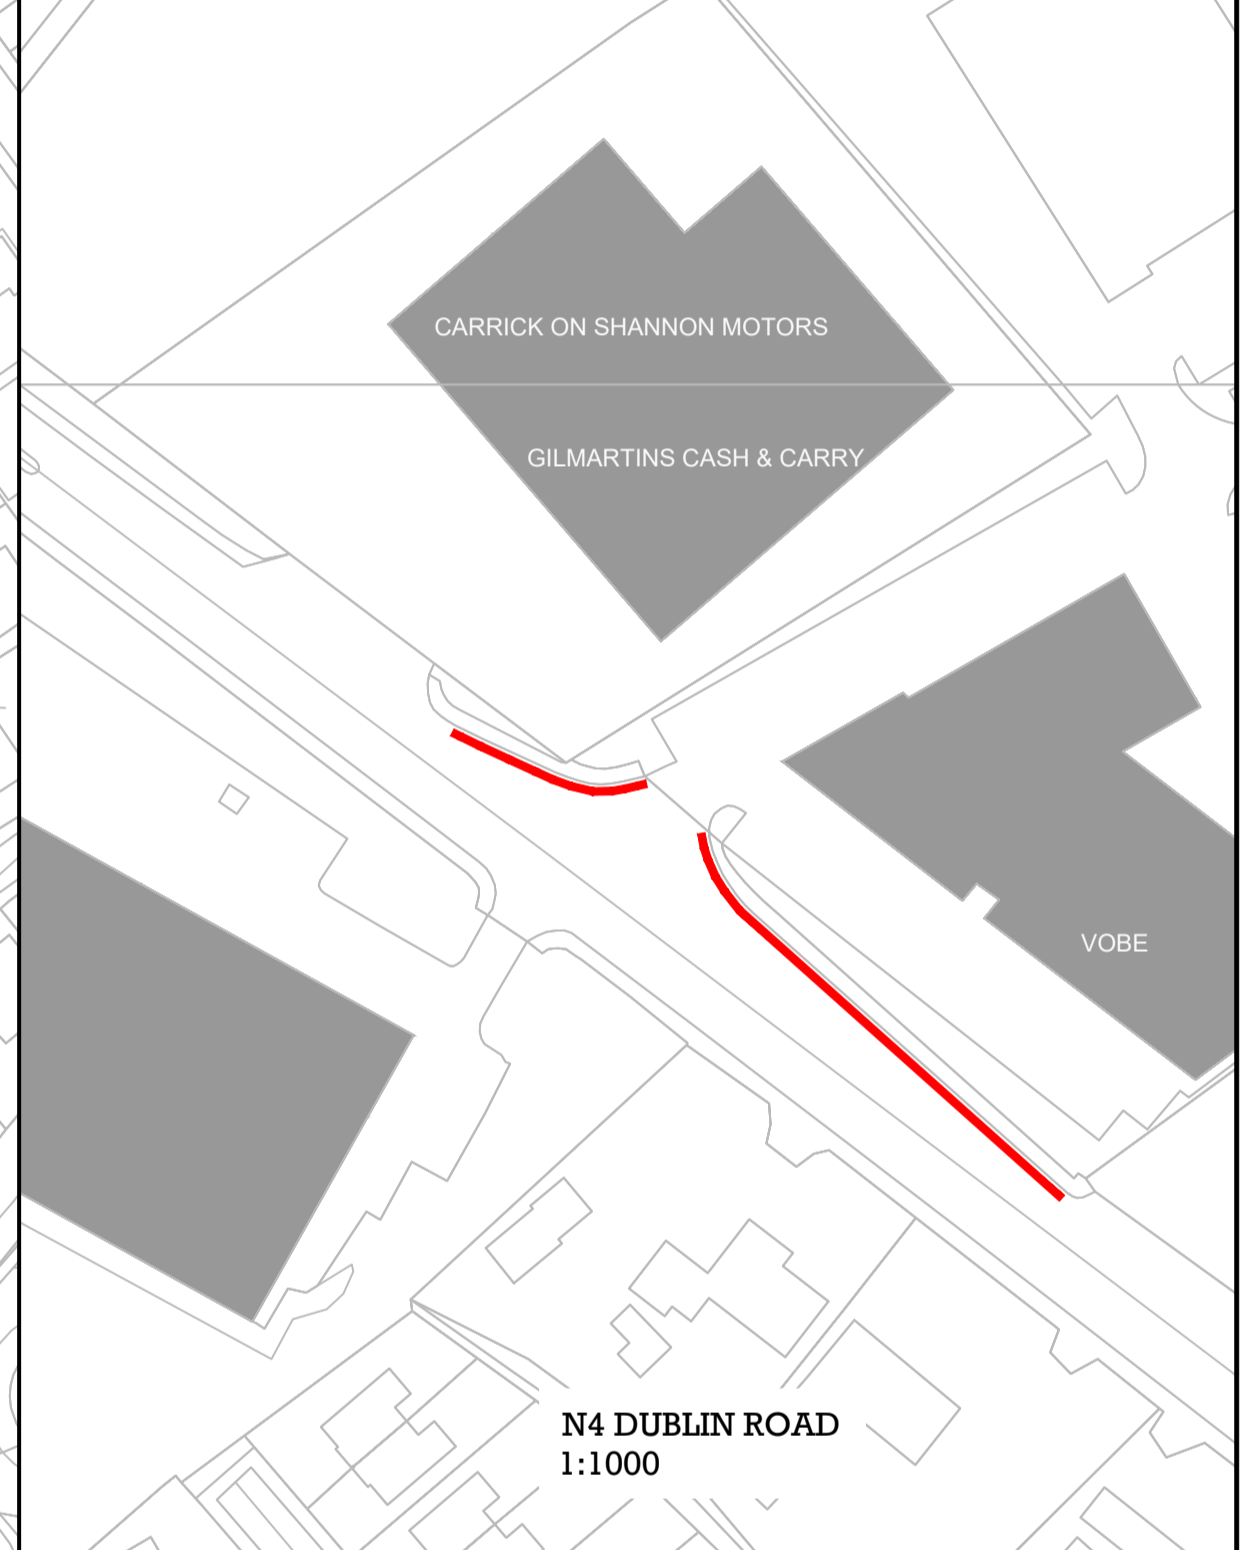 CARRICK ON SHANNON MOTORS
GILMARTINS CASH & CARRY
VOBE
N4 DUBLIN ROAD
1:1000